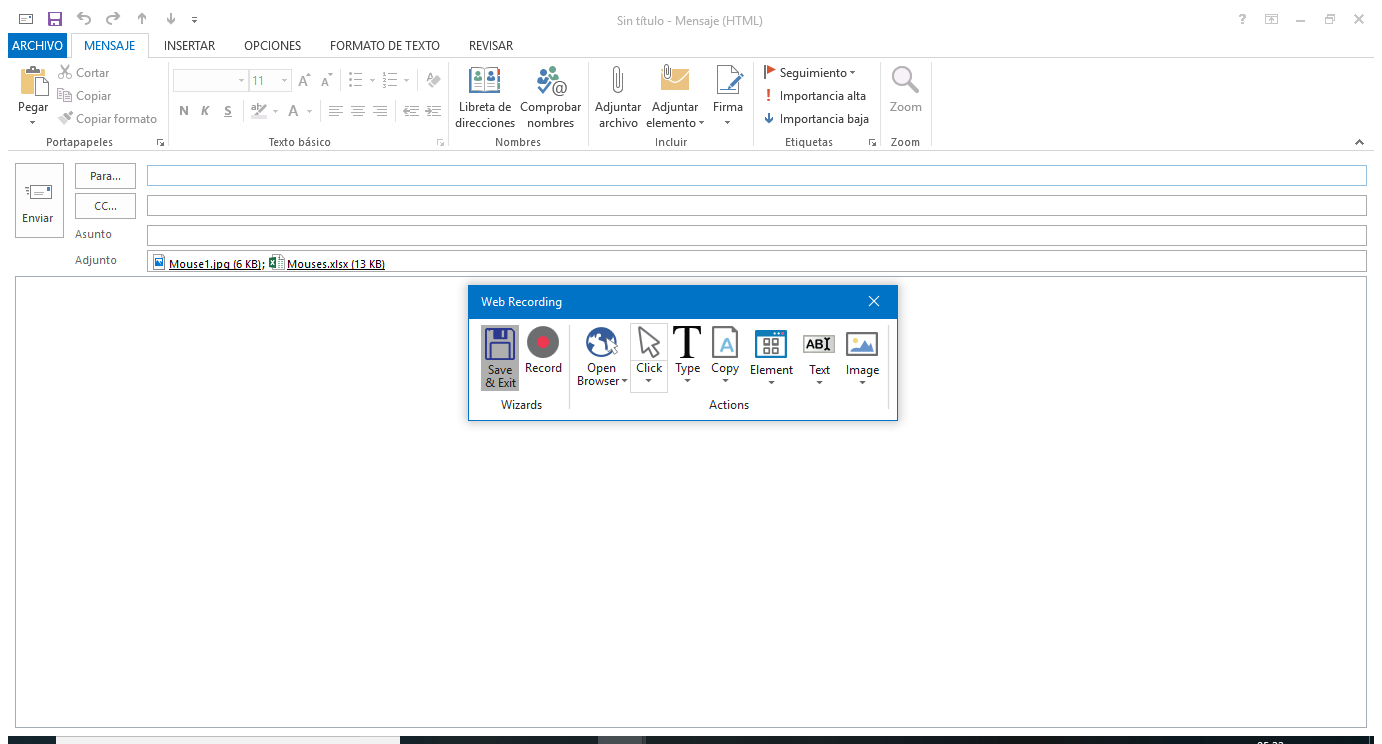 Sin título - Mensaje (HTML)
ARCHIVO MENSAJE INSERTAR OPCIONES FORMATO DE TEXTO REVISAR
Pegar
Cortar
Copiar
Copiar formato
Portapapeles
11
N K S
A
Texto básico
Libreta de direcciones
Comprobar nombres
Nombres
Adjuntar archivo
Adjuntar elemento
Firma
Incluir
Seguimiento
Importancia alta
Importancia baja
Etiquetas
Zoom
Zoom
Enviar
Para...
CC...
Asunto
Adjunto
Mouse1.jpg (6 KB); Mouses.xlsx (13 KB)
Web Recording
Save & Exit
Record
Wizards
Open Browser
Click
Type
Copy
Element
ABI
Text
Image
Actions